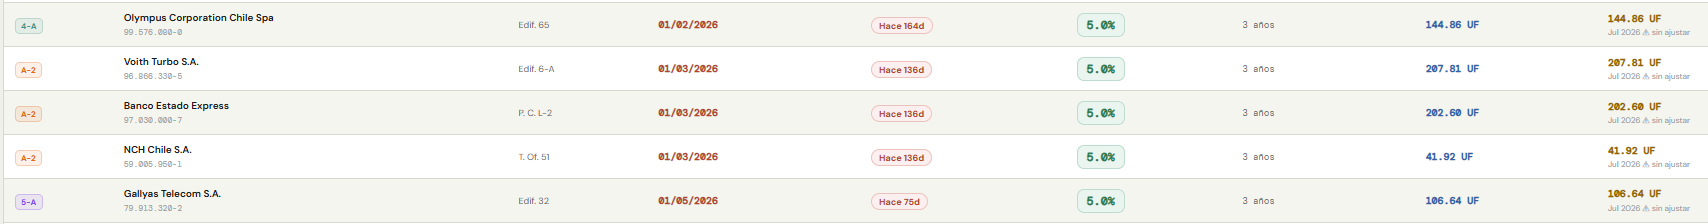 4-A
Olympus Corporation Chile Spa
99.576.080-0
Edif. 65
01/02/2026
Hace 164d
5.0%
3 años
144.86 UF
144.86 UF
Jul 2026 ⚠ sin ajustar
A-2
Voith Turbo S.A.
96.866.330-5
Edif. 6-A
01/03/2026
Hace 136d
5.0%
3 años
207.81 UF
207.81 UF
Jul 2026 ⚠ sin ajustar
A-2
Banco Estado Express
97.030.000-7
P. C. L-2
01/03/2026
Hace 136d
5.0%
3 años
202.60 UF
202.60 UF
Jul 2026 ⚠ sin ajustar
A-2
NCH Chile S.A.
59.005.950-1
T. Of. 51
01/03/2026
Hace 136d
5.0%
3 años
41.92 UF
41.92 UF
Jul 2026 ⚠ sin ajustar
5-A
Gallyas Telecom S.A.
79.913.320-2
Edif. 32
01/05/2026
Hace 75d
5.0%
3 años
106.64 UF
106.64 UF
Jul 2026 ⚠ sin ajustar